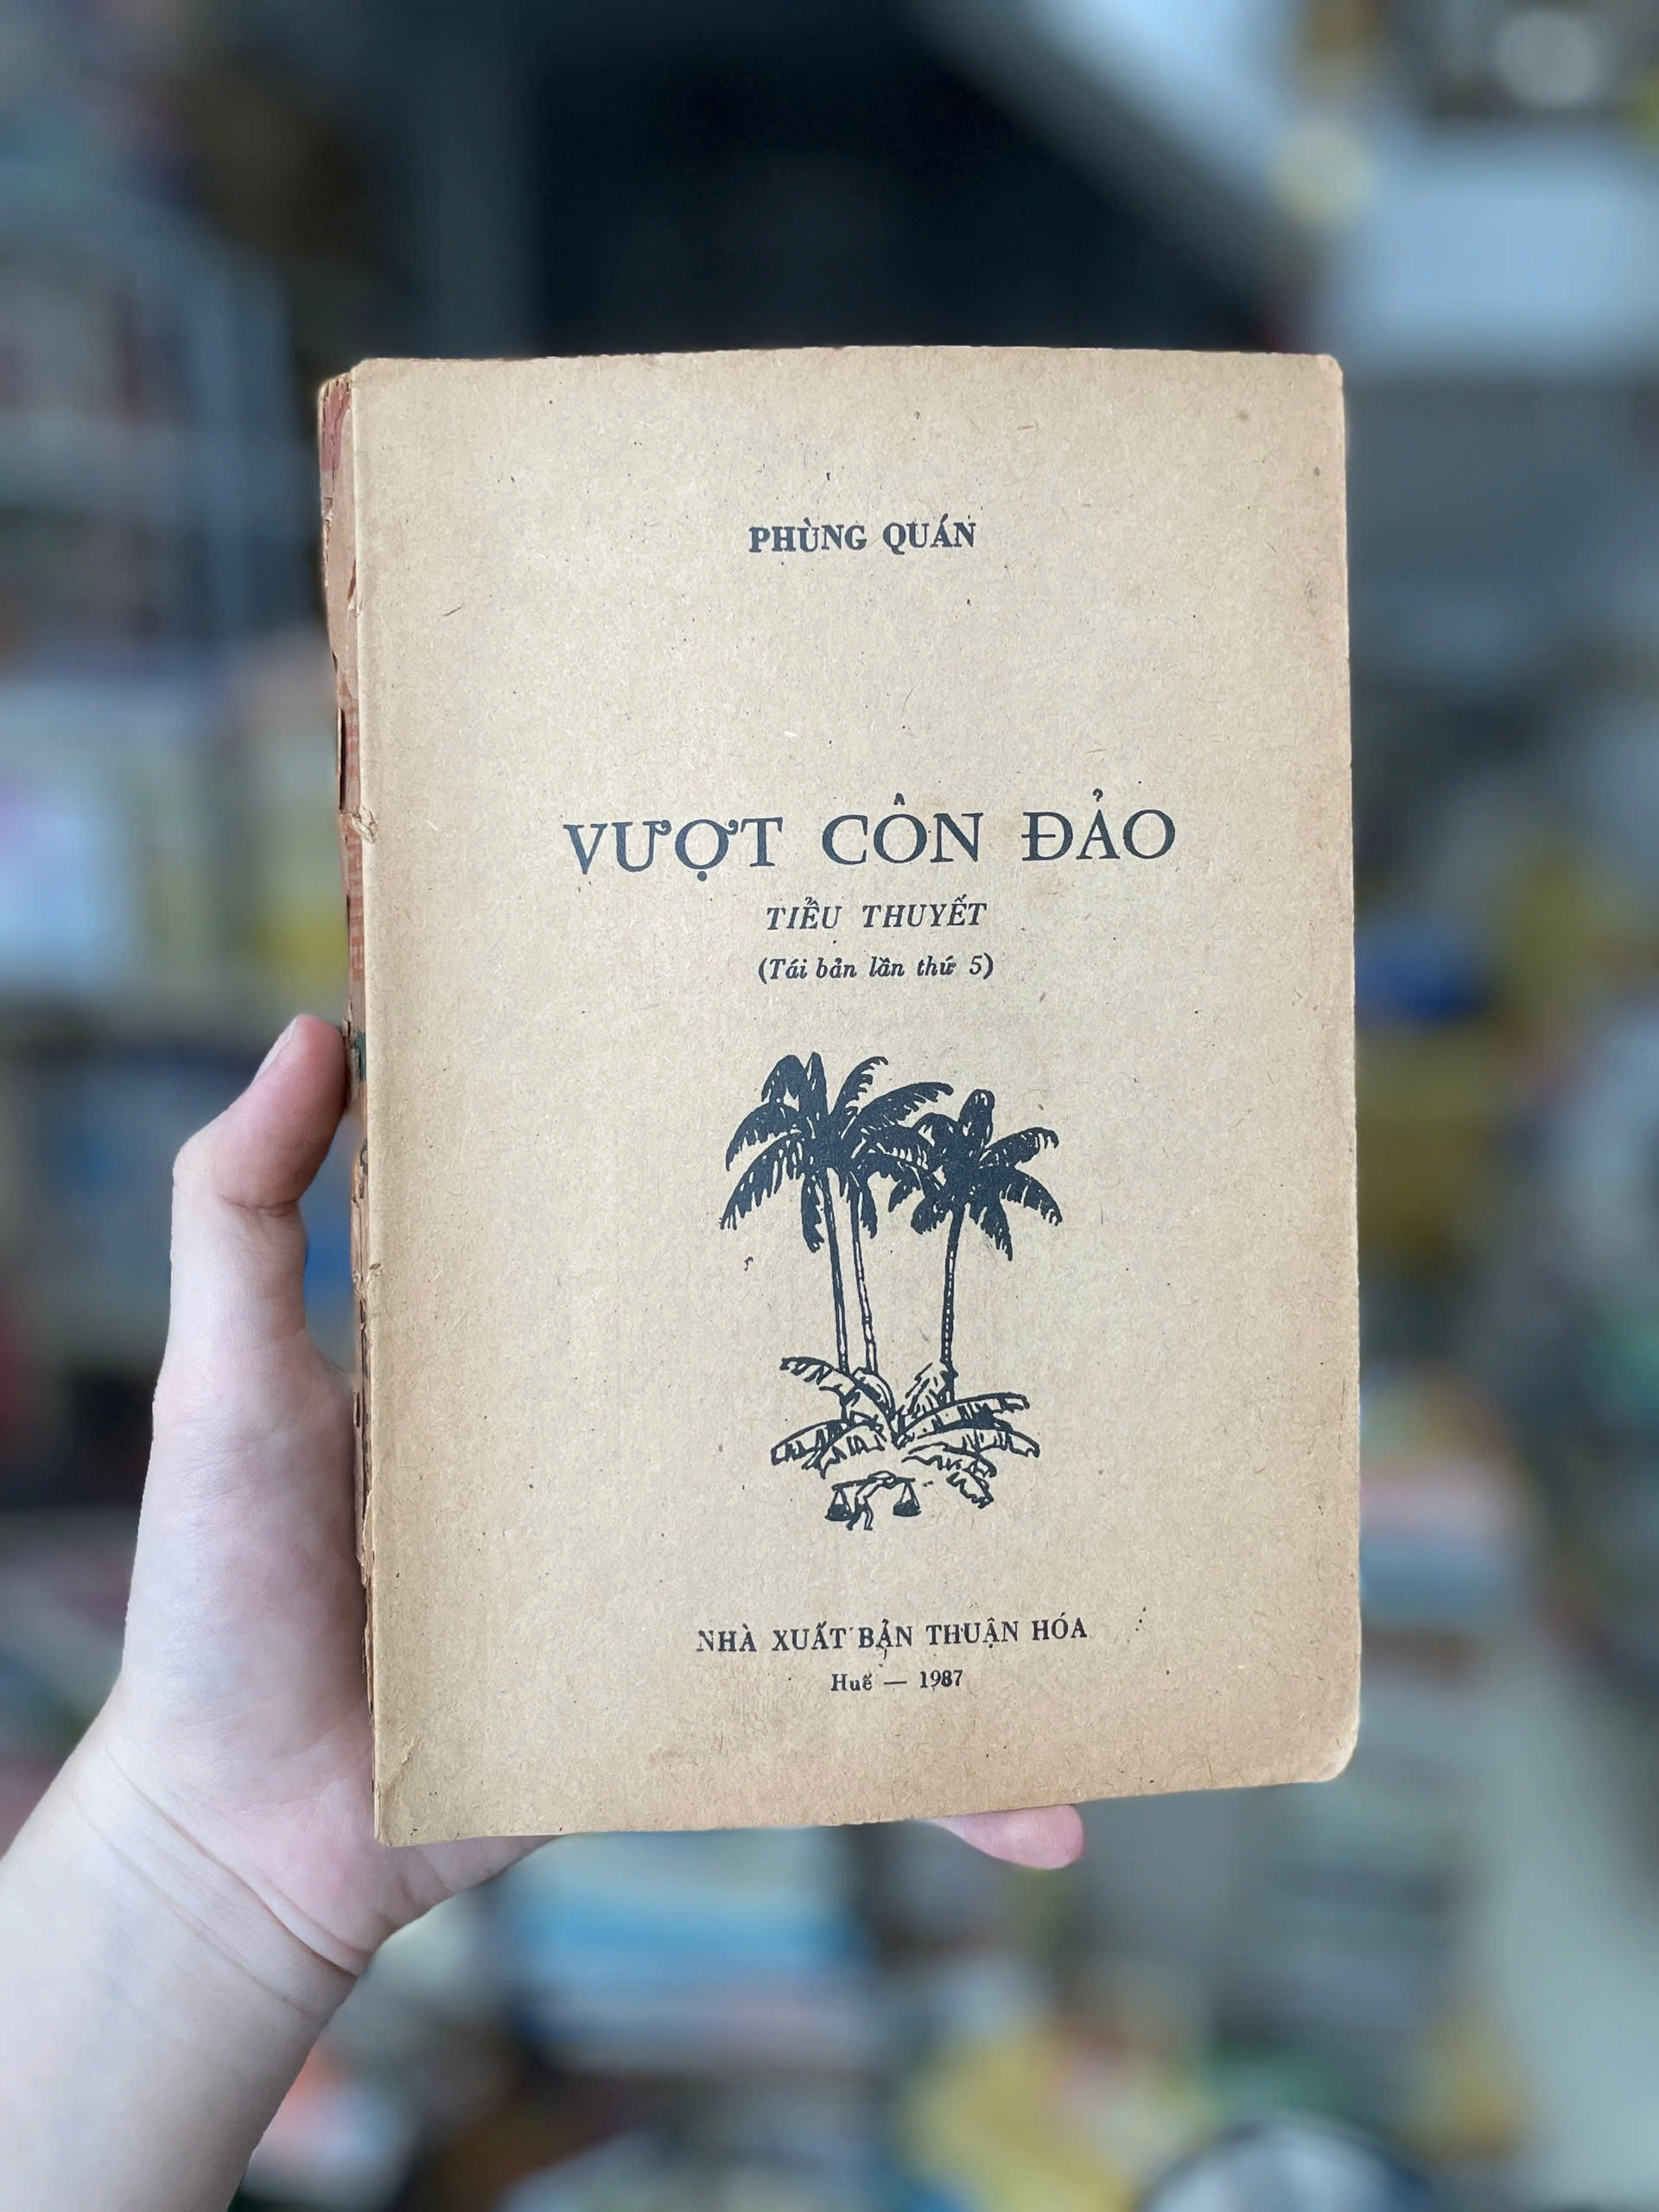 PHÙNG QUÁN
VƯỢT CÔN ĐẢO
TIỂU THUYẾT
(Tái bản lần thứ 5)
NHÀ XUẤT BẢN THUẬN HÓA
Huế — 1987